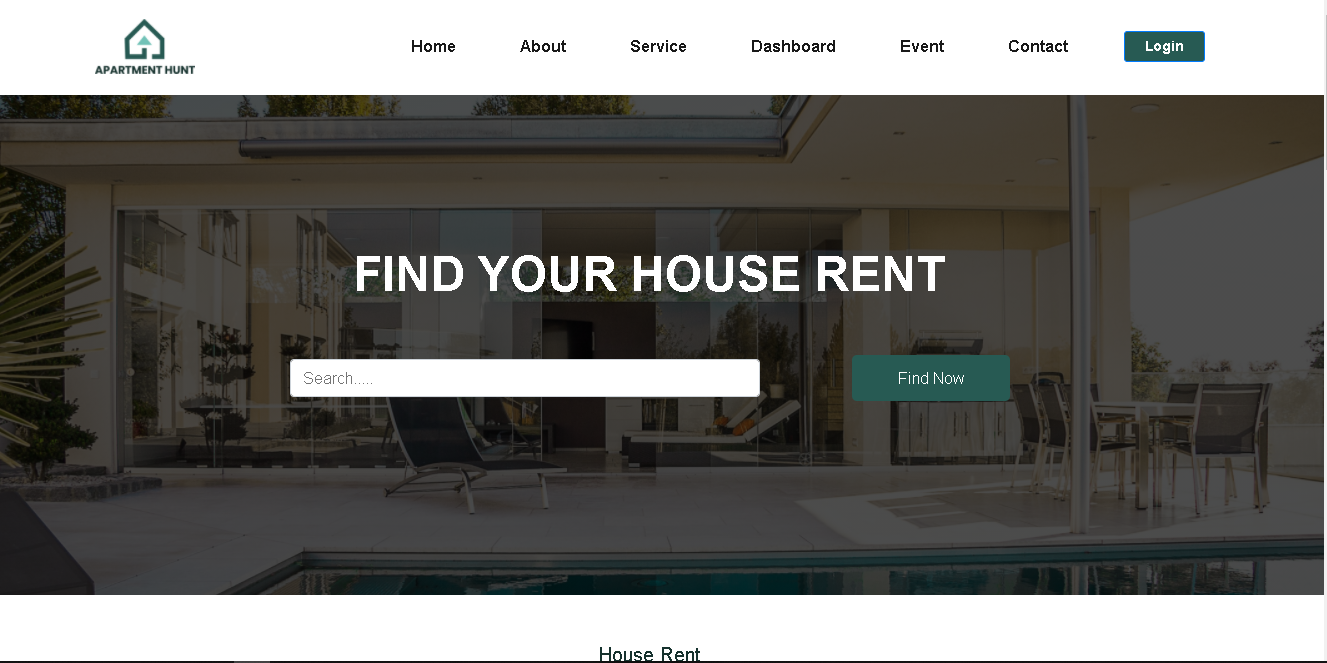 APARTMENT HUNT
Home About Service Dashboard Event Contact Login
FIND YOUR HOUSE RENT
Search..... Find Now
House Rent